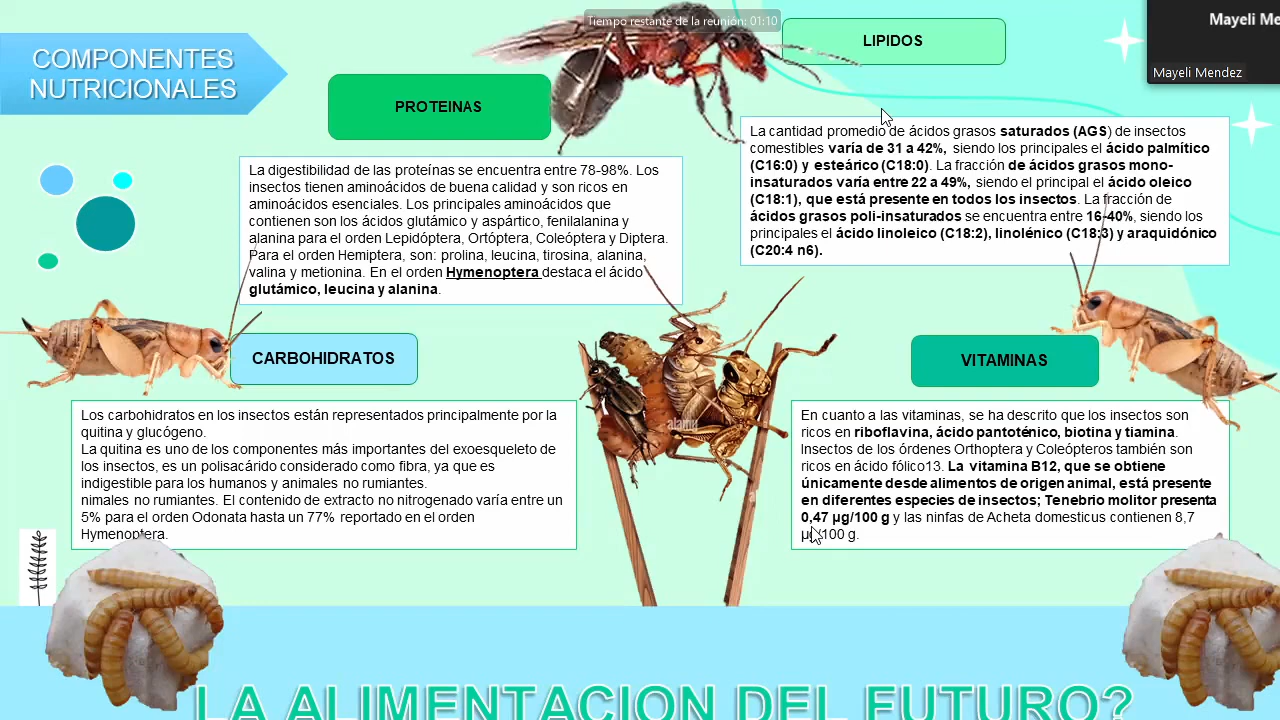 Tiempo restante de la reunión: 01:10
Mayeli Me
Mayeli Mendez
COMPONENTES
NUTRICIONALES
PROTEINAS
La digestibilidad de las proteínas se encuentra entre 78-98%. Los
insectos tienen aminoácidos de buena calidad y son ricos en
aminoácidos esenciales. Los principales aminoácidos que
contienen son los ácidos glutámico y aspártico, fenilalanina y
alanina para el orden Lepidóptera, Ortóptera, Coleóptera y Diptera.
Para el orden Hemiptera, son: prolina, leucina, tirosina, alanina,
valina y metionina. En el orden Hymenoptera destaca el ácido
glutámico, leucina y alanina.
LIPIDOS
La cantidad promedio de ácidos grasos saturados (AGS) de insectos
comestibles varía de 31 a 42%, siendo los principales el ácido palmítico
(C16:0) y esteárico (C18:0). La fracción de ácidos grasos mono-
insaturados varía entre 22 a 49%, siendo el principal el ácido oleico
(C18:1), que está presente en todos los insectos. La fracción de
ácidos grasos poli-insaturados se encuentra entre 16-40%, siendo los
principales el ácido linoleico (C18:2), linolénico (C18:3) y araquidónico
(C20:4 n6).
CARBOHIDRATOS
Los carbohidratos en los insectos están representados principalmente por la
quitina y glucógeno.
La quitina es uno de los componentes más importantes del exoesqueleto de
los insectos, es un polisacárido considerado como fibra, ya que es
indigestible para los humanos y animales no rumiantes.
nimales no rumiantes. El contenido de extracto no nitrogenado varía entre un
5% para el orden Odonata hasta un 77% reportado en el orden
Hymenoptera.
VITAMINAS
En cuanto a las vitaminas, se ha descrito que los insectos son
ricos en riboflavina, ácido pantoténico, biotina y tiamina.
Insectos de los órdenes Orthoptera y Coleópteros también son
ricos en ácido fólico13. La vitamina B12, que se obtiene
únicamente desde alimentos de origen animal, está presente
en diferentes especies de insectos; Tenebrio molitor presenta
0,47 μg/100 g y las ninfas de Acheta domesticus contienen 8,7
μg/100 g.
alamy
LA ALIMENTACION DEL FUTURO?